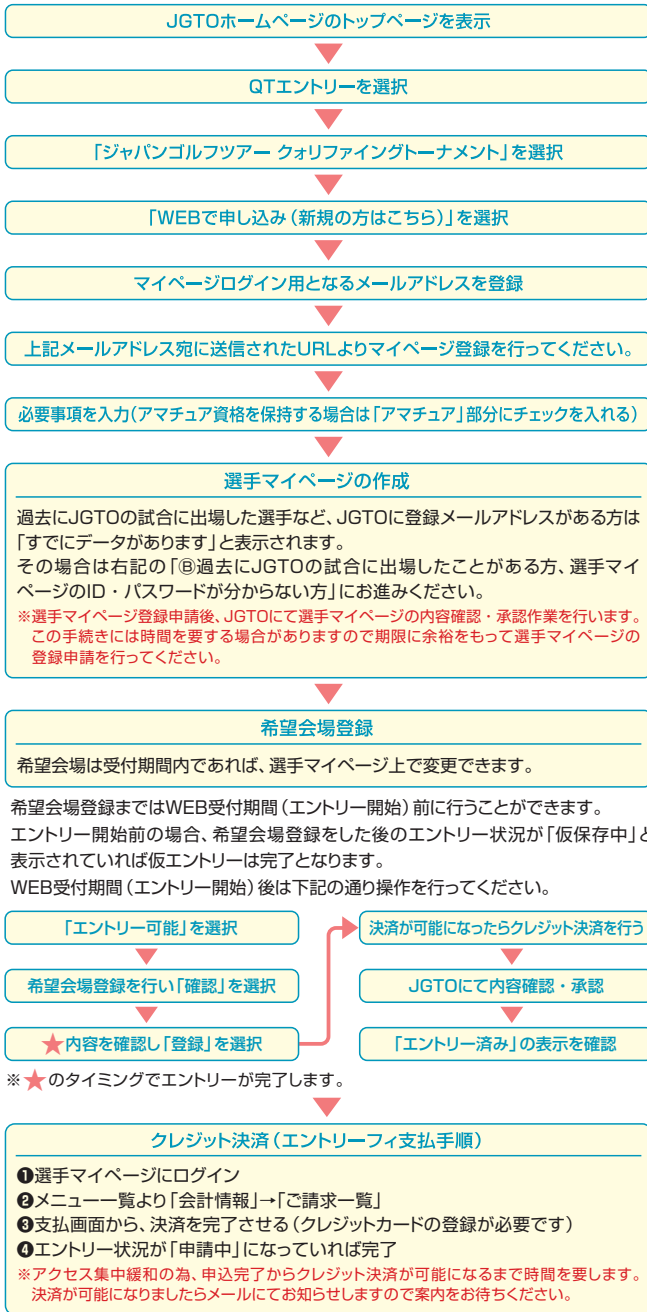 JGTOホームページのトップページを表示
QTエントリーを選択
「ジャパンゴルフツアー クォリファイングトーナメント」を選択
「WEBで申し込み（新規の方はこちら）」を選択
マイページログイン用となるメールアドレスを登録
上記メールアドレス宛に送信されたURLよりマイページ登録を行ってください。
必要事項を入力（アマチュア資格を保持する場合は「アマチュア」部分にチェックを入れる）
選手マイページの作成
過去にJGTOの試合に出場した選手など、JGTOに登録メールアドレスがある方は
「すでにデータがあります」と表示されます。
その場合は右記の「Ⓑ過去にJGTOの試合に出場したことがある方、選手マイ
ページのID・パスワードが分からない方」にお進みください。
※選手マイページ登録申請後、JGTOにて選手マイページの内容確認・承認作業を行います。
この手続きには時間を要する場合がありますので期限に余裕をもって選手マイページの
登録申請を行ってください。
希望会場登録
希望会場は受付期間内であれば、選手マイページ上で変更できます。
希望会場登録まではWEB受付期間（エントリー開始）前に行うことができます。
エントリー開始前の場合、希望会場登録をした後のエントリー状況が「仮保存中」と
表示されていれば仮エントリーは完了となります。
WEB受付期間（エントリー開始）後は下記の通り操作を行ってください。
「エントリー可能」を選択
希望会場登録を行い「確認」を選択
★内容を確認し「登録」を選択
決済が可能になったらクレジット決済を行う
JGTOにて内容確認・承認
「エントリー済み」の表示を確認
※★のタイミングでエントリーが完了します。
クレジット決済（エントリーフィ支払手順）
❶選手マイページにログイン
❷メニュー一覧より「会計情報」→「ご請求一覧」
❸支払画面から、決済を完了させる（クレジットカードの登録が必要です）
❹エントリー状況が「申請中」になっていれば完了
※アクセス集中緩和の為、申込完了からクレジット決済が可能になるまで時間を要します。
決済が可能になりましたらメールにてお知らせしますので案内をお待ちください。